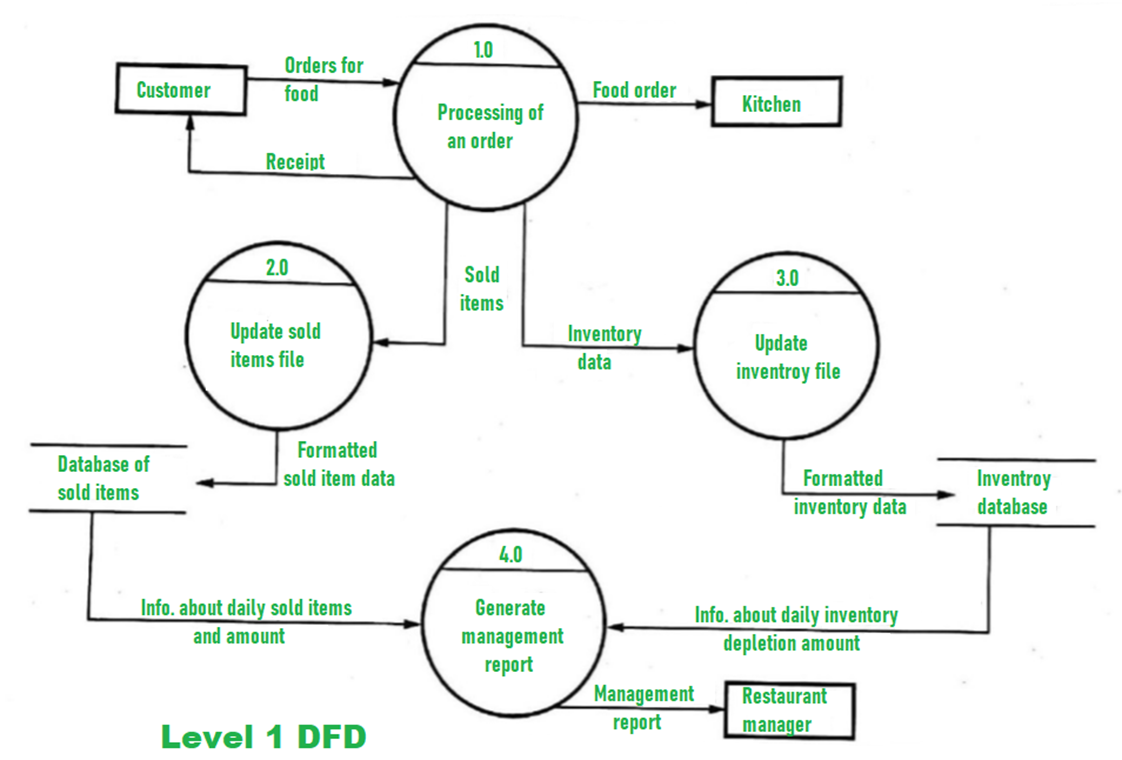 1.0
Processing of
an order
Customer
Orders for
food
Food order
Kitchen
Receipt
Sold
items
2.0
Update sold
items file
Inventory
data
3.0
Update
inventroy file
Formatted
sold item data
Database of
sold items
Formatted
inventory data
Inventroy
database
4.0
Generate
management
report
Info. about daily sold items
and amount
Info. about daily inventory
depletion amount
Management
report
Restaurant
manager
Level 1 DFD